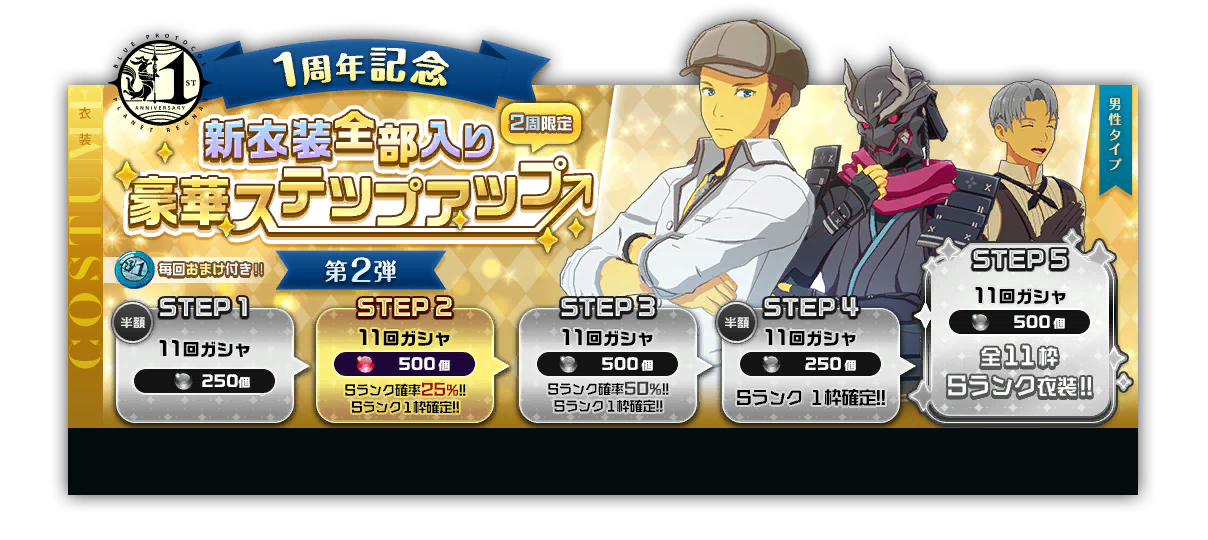 BLUE PROTOCOL
1ST
ANNIVERSARY
PLANET REGNAS
1周年記念
衣装
COSTUME
新衣装全部入り
2周限定
豪華ステップアップ
男性タイプ
毎回おまけ付き!!
第2弾
STEP 1
半額
11回ガシャ
250個
STEP 2
11回ガシャ
500個
Sランク確率25%!!
Sランク1枠確定!!
STEP 3
11回ガシャ
500個
Sランク確率50%!!
Sランク1枠確定!!
STEP 4
半額
11回ガシャ
250個
Sランク 1枠確定!!
STEP 5
11回ガシャ
500個
全11枠
Sランク衣装!!